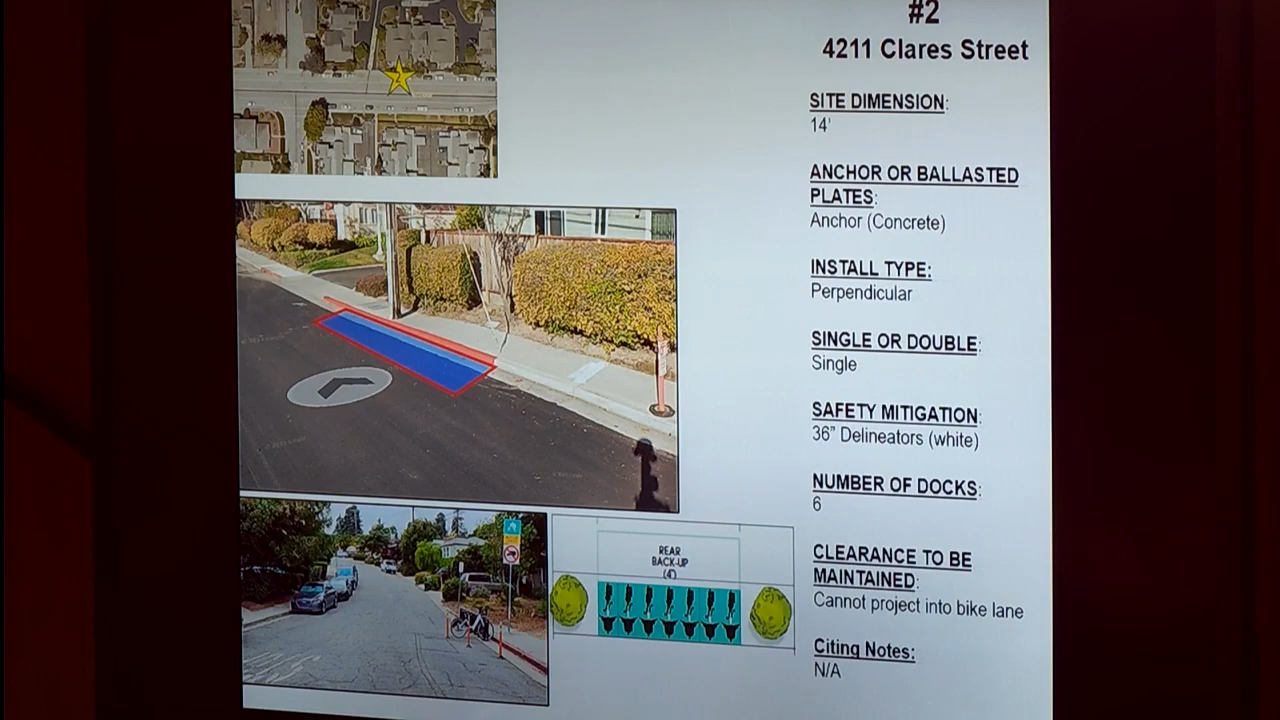 #2
4211 Clares Street
SITE DIMENSION:
14'
ANCHOR OR BALLASTED
PLATES:
Anchor (Concrete)
INSTALL TYPE:
Perpendicular
SINGLE OR DOUBLE:
Single
SAFETY MITIGATION:
36” Delineators (white)
NUMBER OF DOCKS:
6
CLEARANCE TO BE
MAINTAINED:
Cannot project into bike lane
Citing Notes:
N/A
2
REAR
BACK-UP
(4')